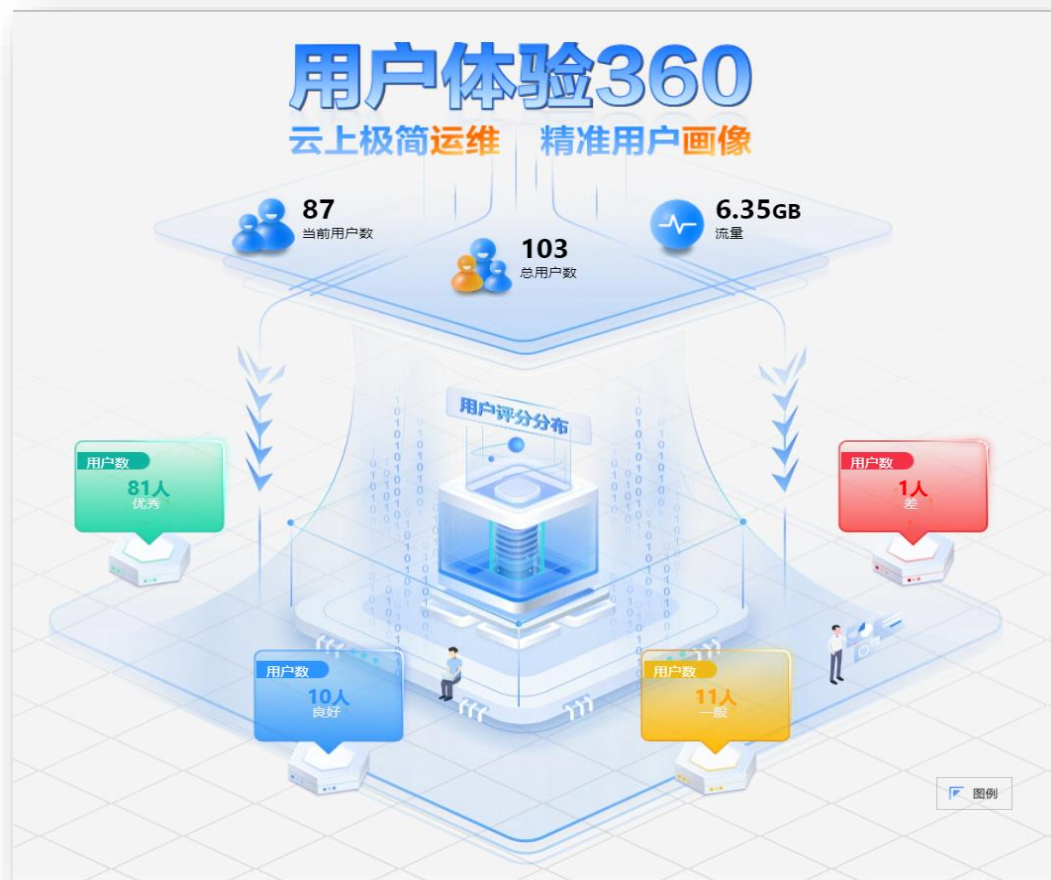 用户体验360
云上极简运维 精准用户画像
87
当前用户数
6.35GB
流量
103
总用户数
用户评分分布
用户数
81人
优秀
用户数
1人
差
用户数
10人
良好
用户数
11人
一般
图例